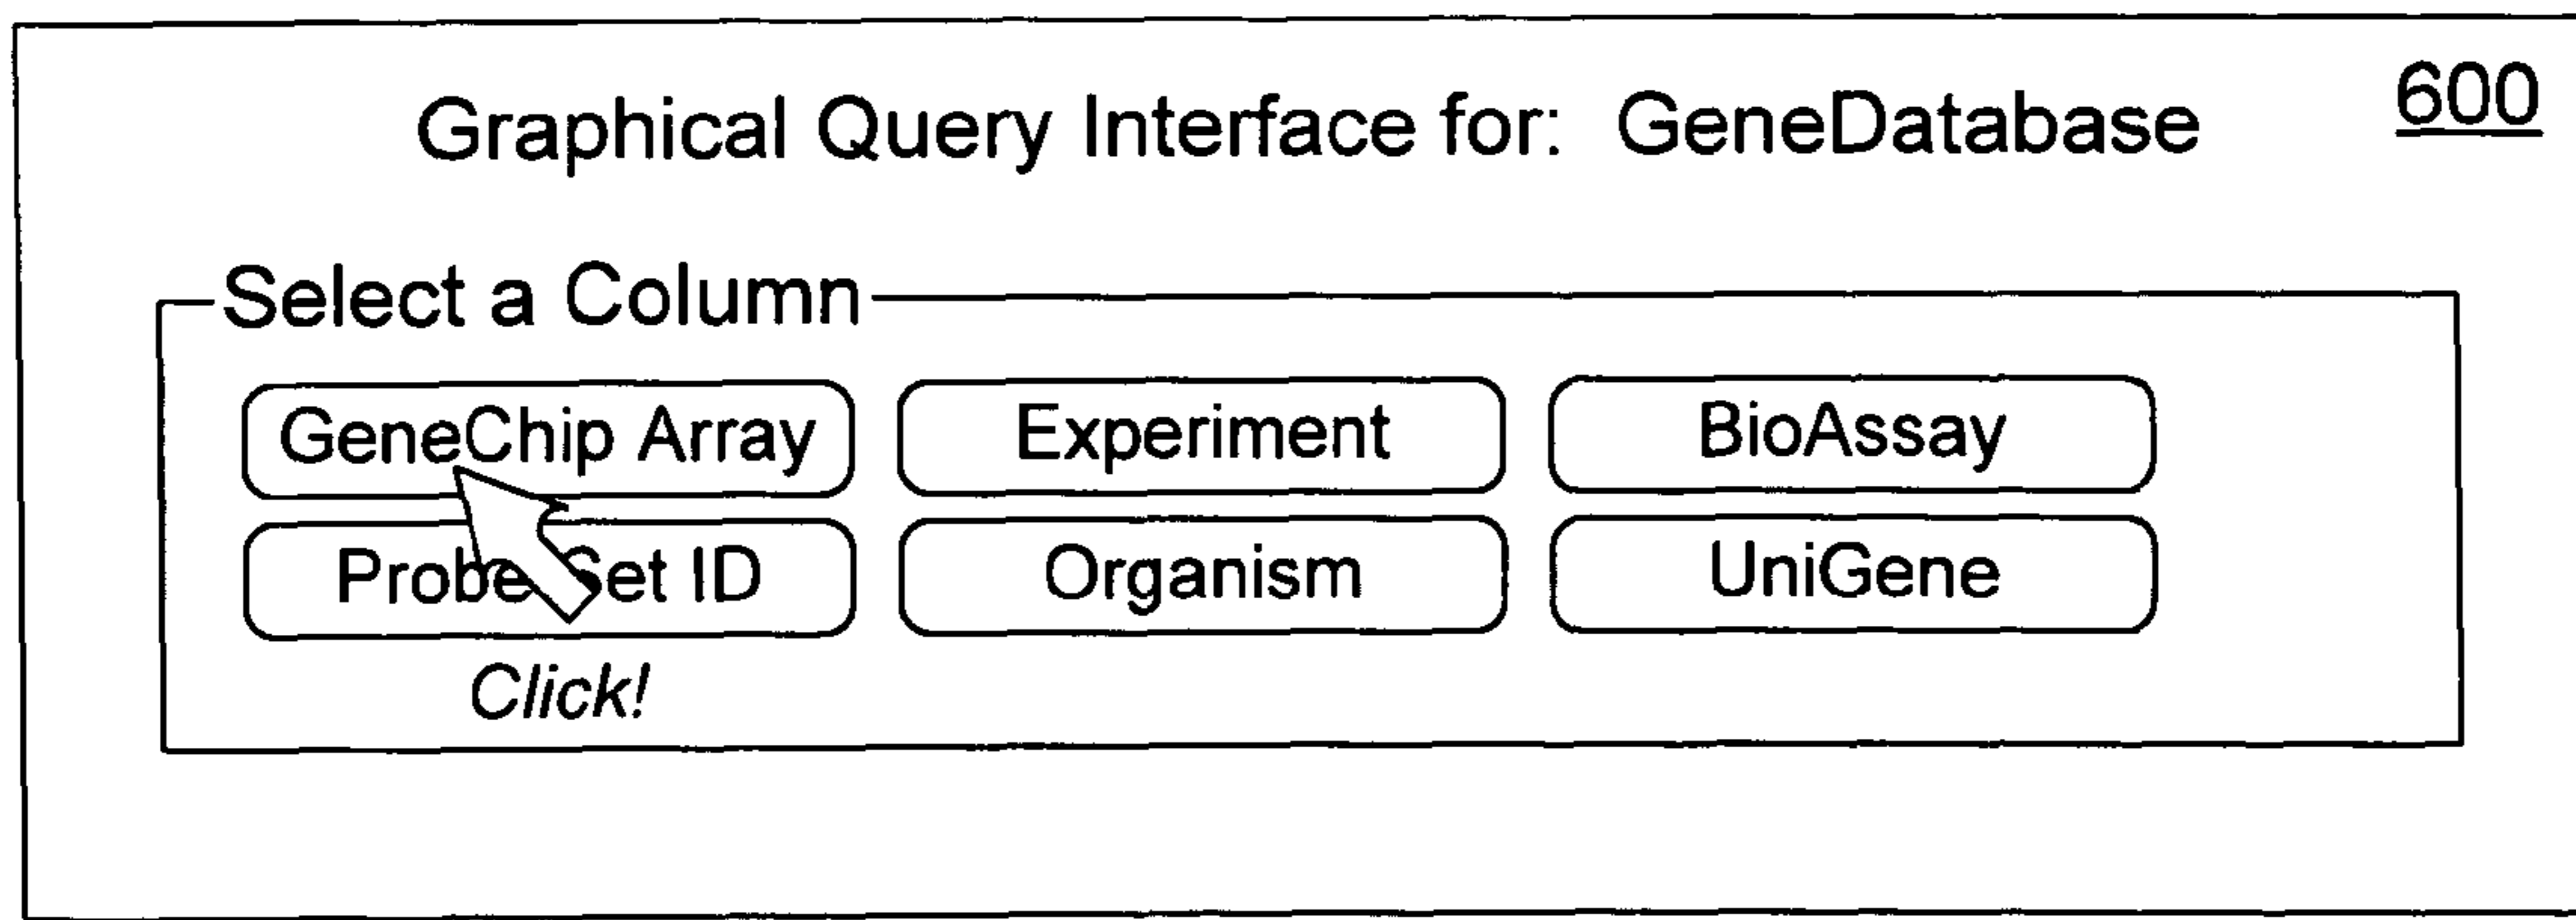 600
Graphical Query Interface for: GeneDatabase
Select a Column
GeneChip Array Experiment BioAssay
Probe Set ID Organism UniGene
Click!